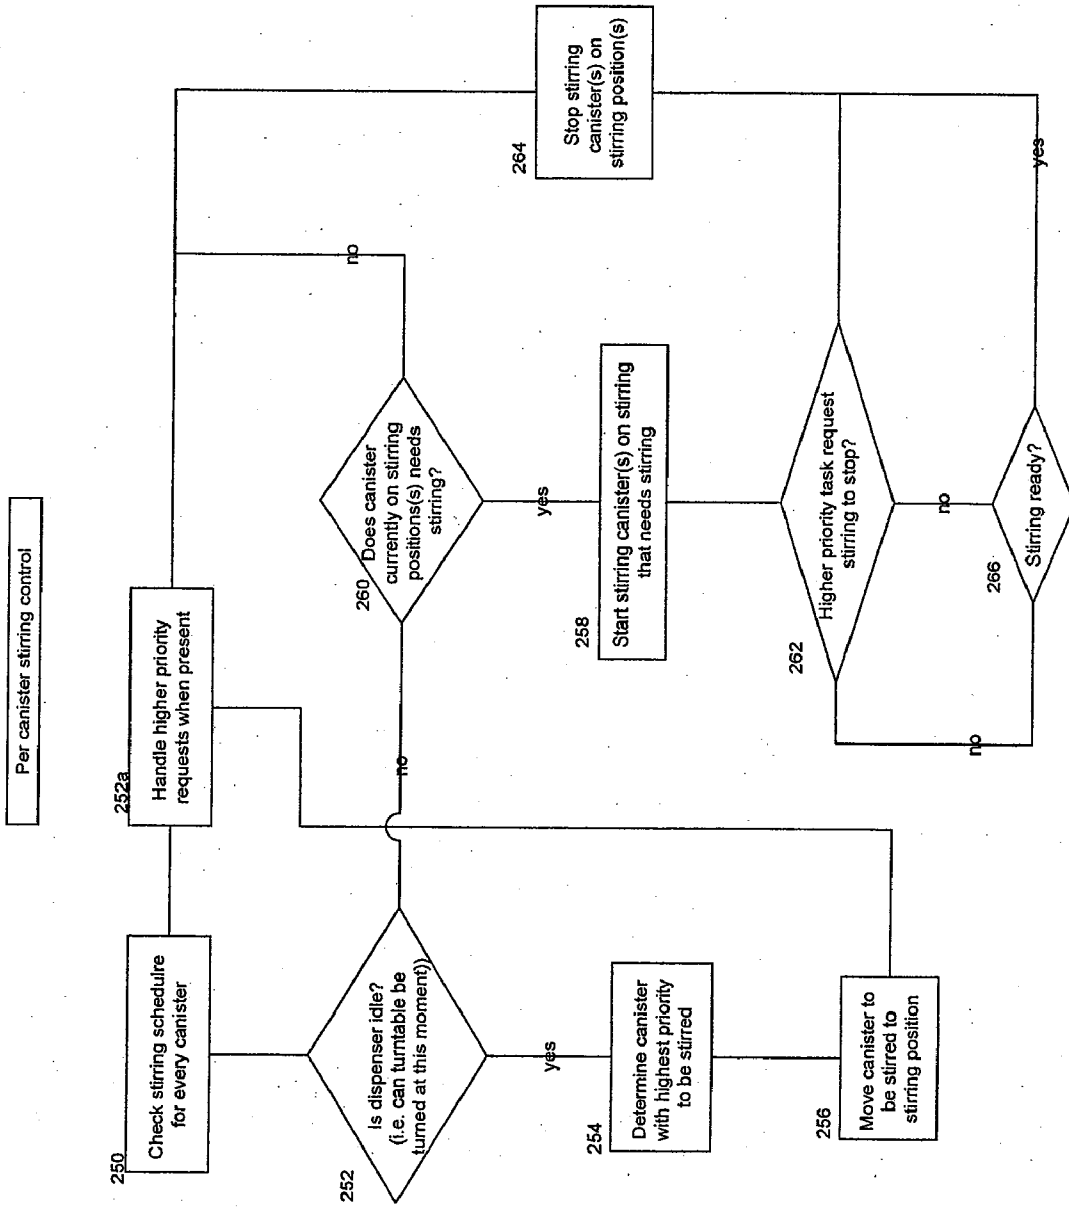 Per canister stirring control
250
Check stirring scheduire
for every canister
252a
Handle higher priority
requests when present
252
Is dispenser idle?
(i.e. can turntable be
turned at this moment))
yes
no
254
Determine canister
with highest priority
to be stirred
256
Move canister to
be stirred to
stirring position
260
Does canister
currently on stirring
positions(s) needs
stirring?
no
yes
258
Start stirring canister(s) on stirring
that needs stirring
262
Higher priority task request
stirring to stop?
no
no
266
Stirring ready?
yes
264
Stop stirring
canister(s) on
stirring position(s)